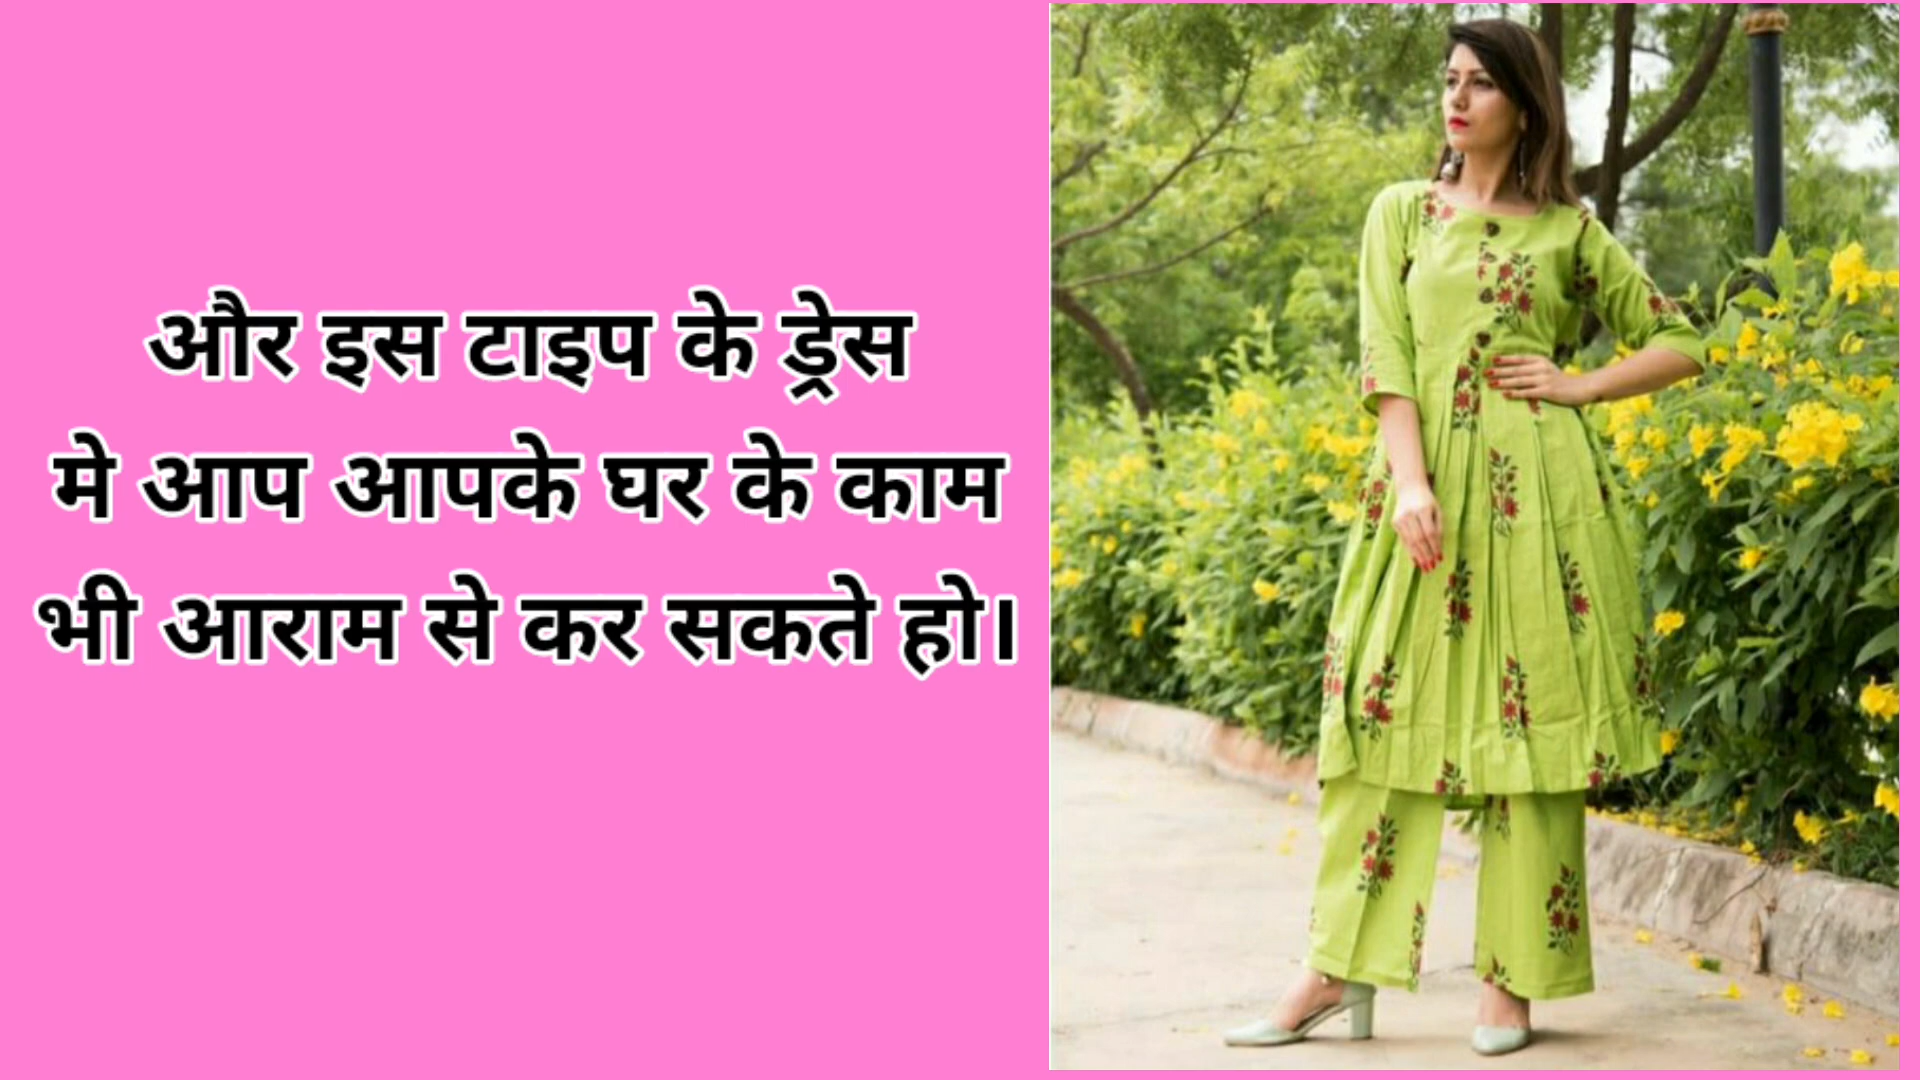 और इस टाइप के ड्रेस
मे आप आपके घर के काम
भी आराम से कर सकते हो।